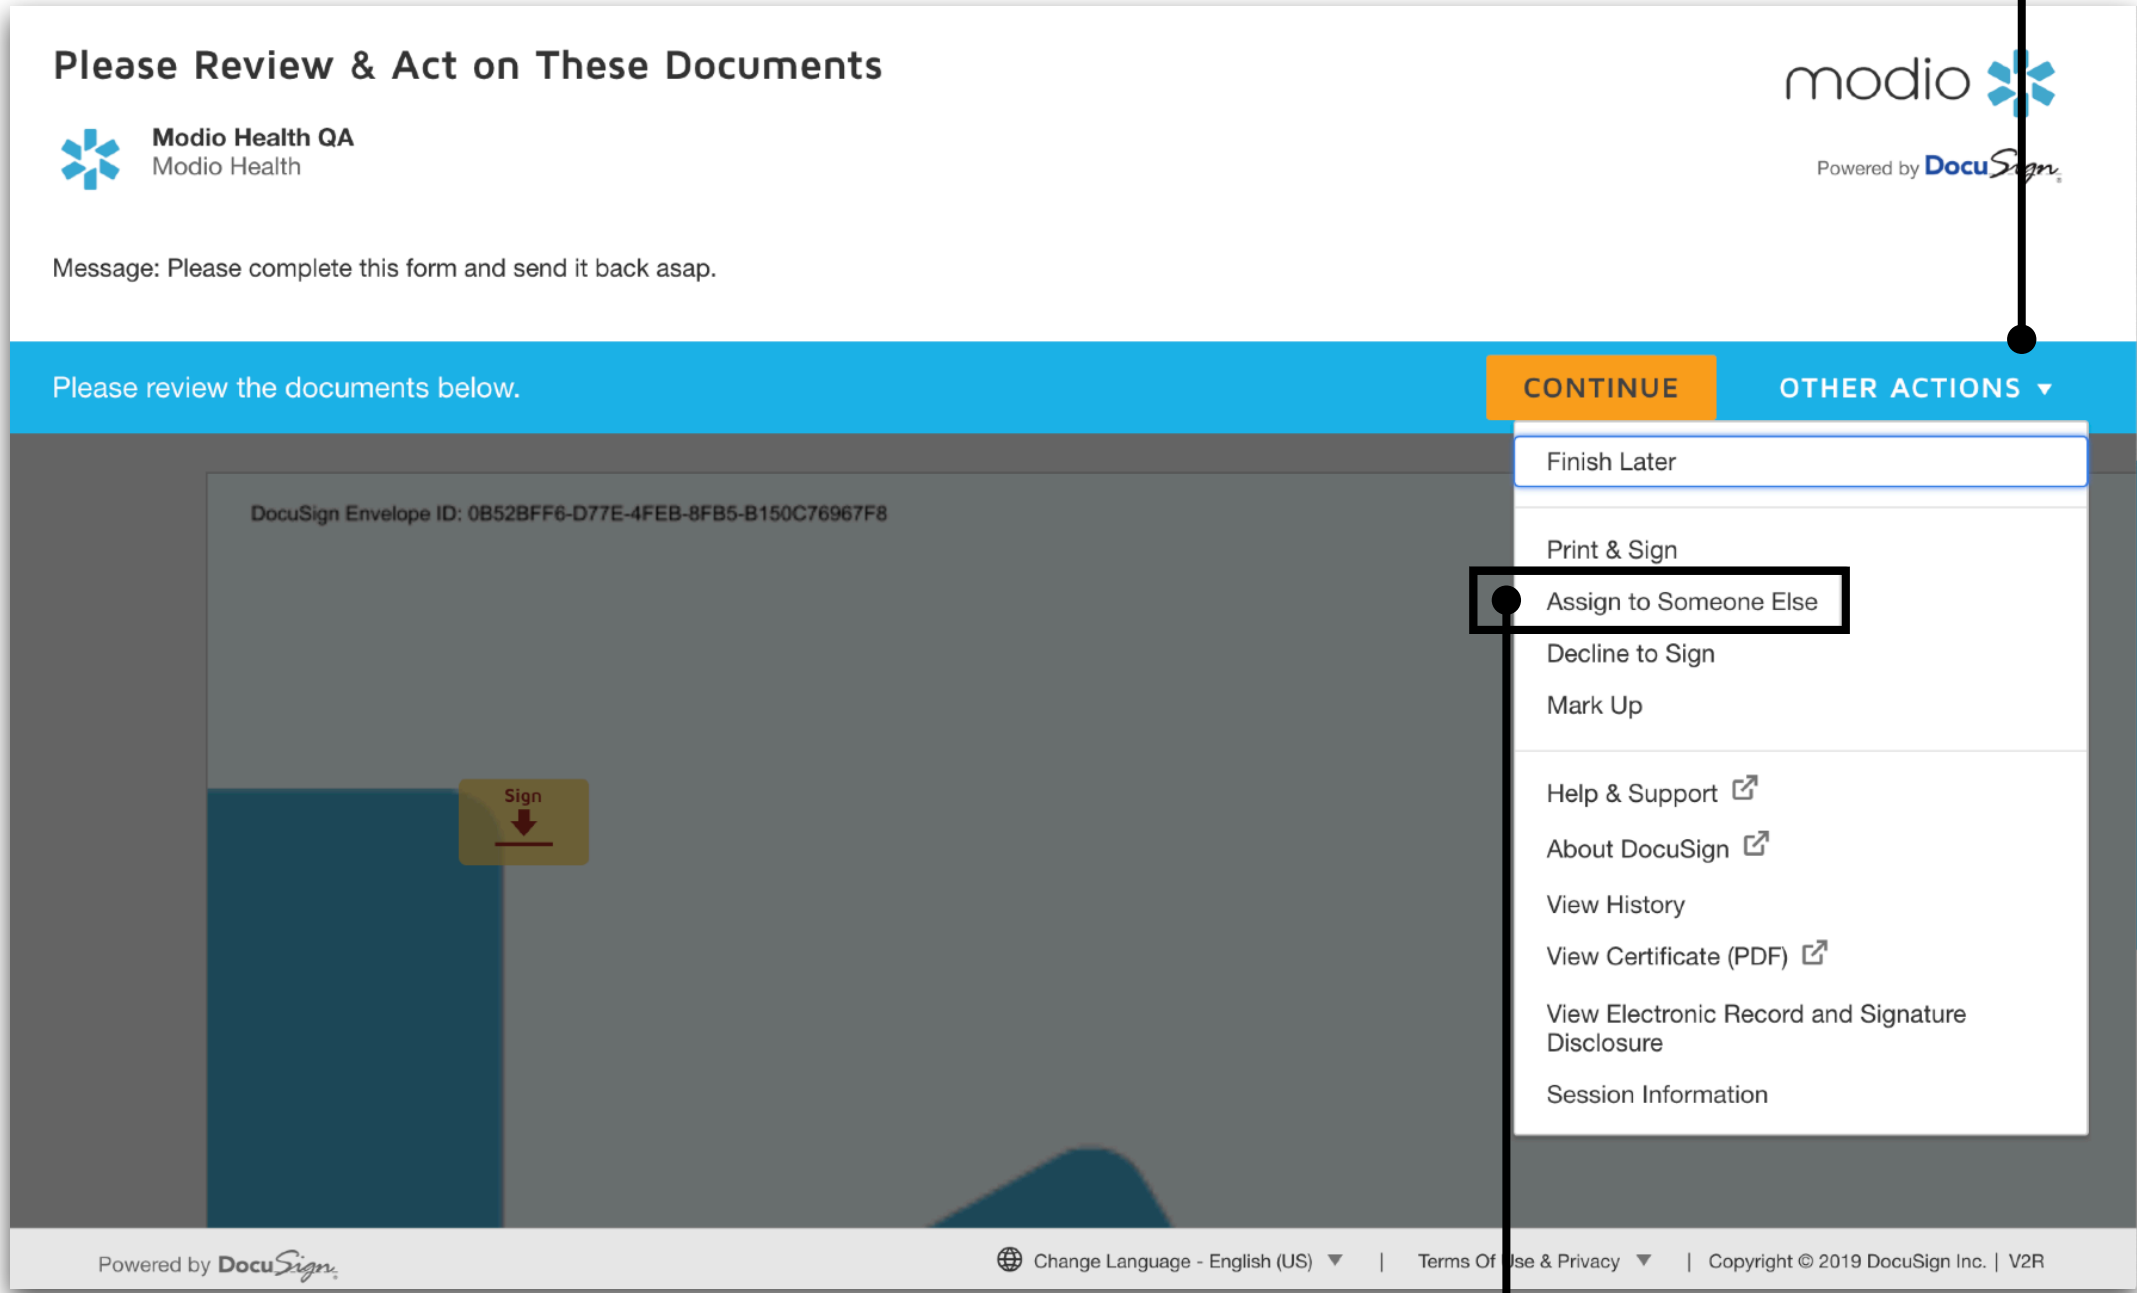 Please Review & Act on These Documents
modio
Modio Health QA
Modio Health
Powered by DocuSign
Message: Please complete this form and send it back asap.
Please review the documents below.
CONTINUE
OTHER ACTIONS
Finish Later
DocuSign Envelope ID: 0B52BFF6-D77E-4FEB-8FB5-B150C76967F8
Print & Sign
Assign to Someone Else
Decline to Sign
Mark Up
Help & Support
Sign
About DocuSign
View History
View Certificate (PDF)
View Electronic Record and Signature
Disclosure
Session Information
Powered by DocuSign
Change Language - English (US) | Terms Of Use & Privacy | Copyright © 2019 DocuSign Inc. | V2R